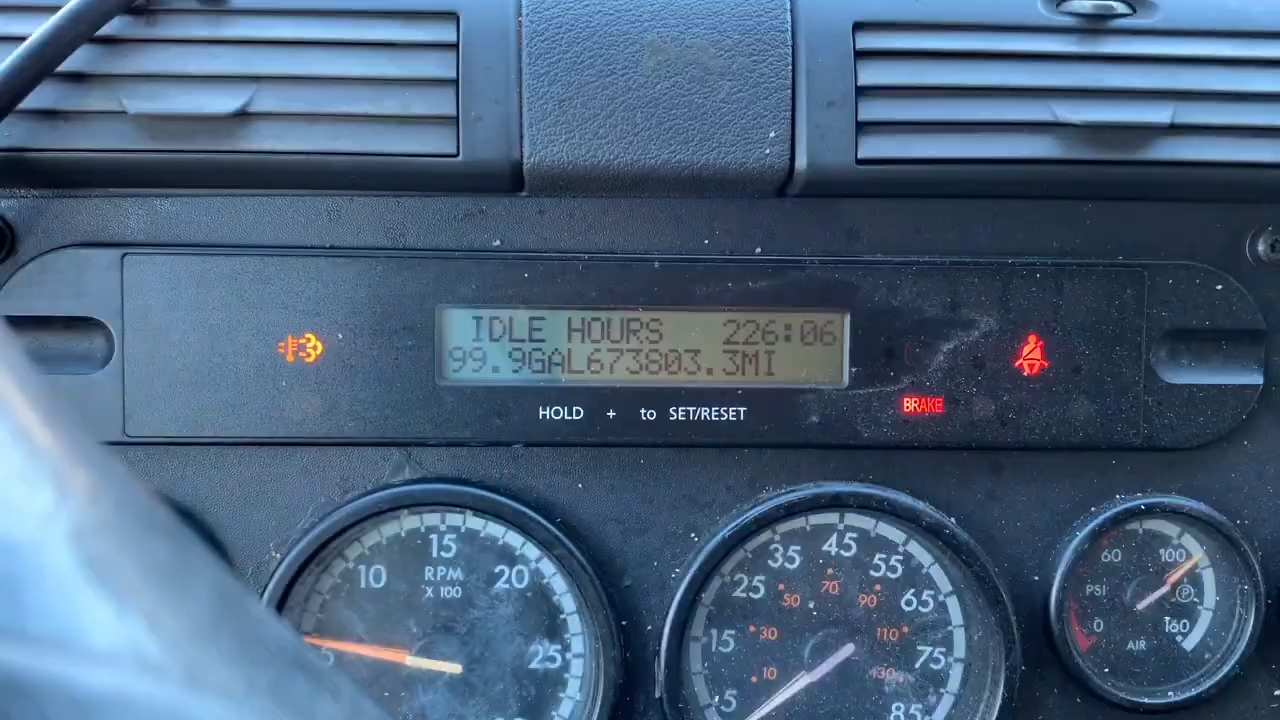 IDLE HOURS 226:06
99.9GAL673803.3MI
HOLD + to SET/RESET
BRAKE
5 10 15 20 25
RPM
X 100
5 15 25 35 45 55 65 75 85
10 30 50 70 90 110 130
0 60 100 160
PSI
P
AIR